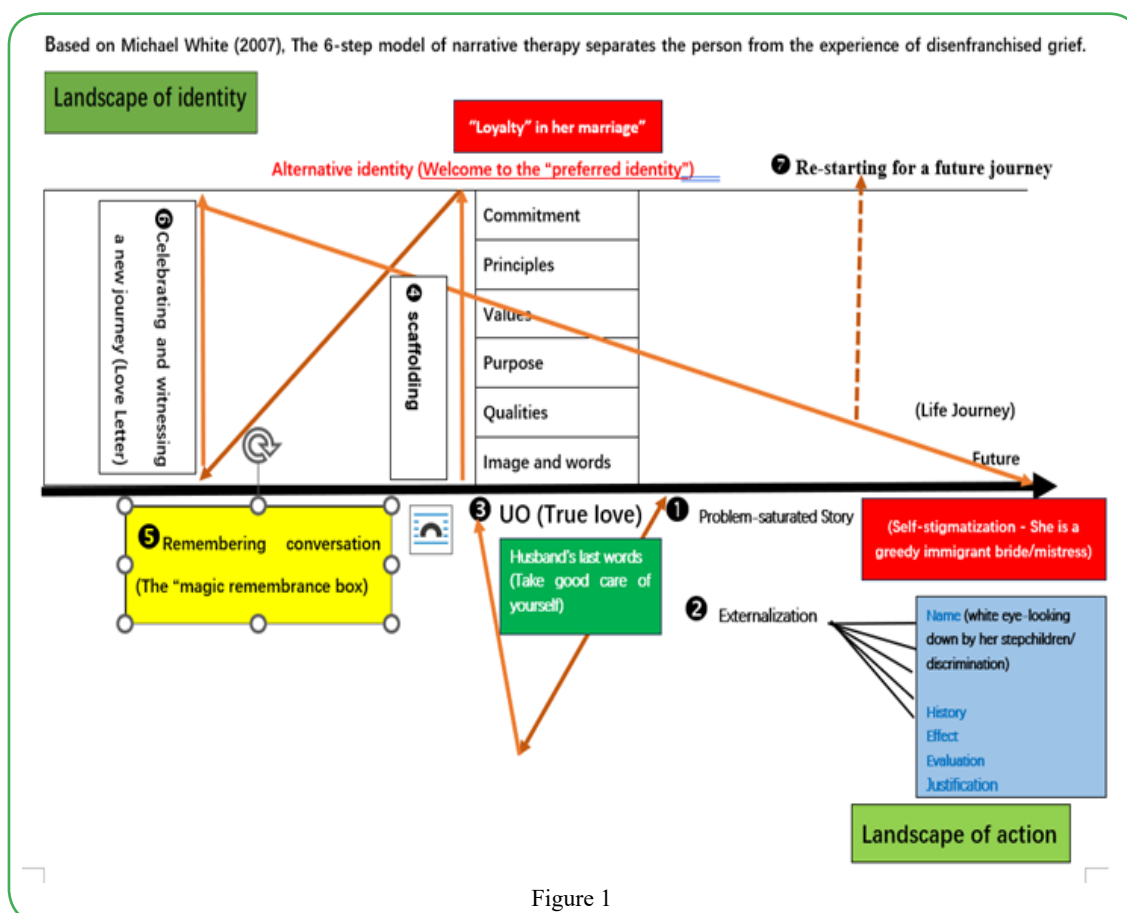 Based on Michael White (2007), The 6-step model of narrative therapy separates the person from the experience of disenfranchised grief.
Landscape of identity
"Loyalty" in her marriage"
Alternative identity (Welcome to the "preferred identity")
❼ Re-starting for a future journey
❻Celebrating and witnessing
a new journey (Love Letter)
❹ scaffolding
Commitment
Principles
Values
Purpose
Qualities
Image and words
(Life Journey)
Future
❺Remembering conversation
(The "magic remembrance box)
❸ UO (True love)
Husband's last words
(Take good care of
yourself)
❶ Problem-saturated Story
(Self-stigmatization - She is a
greedy immigrant bride/mistress)
❷ Externalization
Name (white eye-looking
down by her stepchildren/
discrimination)
History
Effect
Evaluation
Justification
Landscape of action
Figure 1